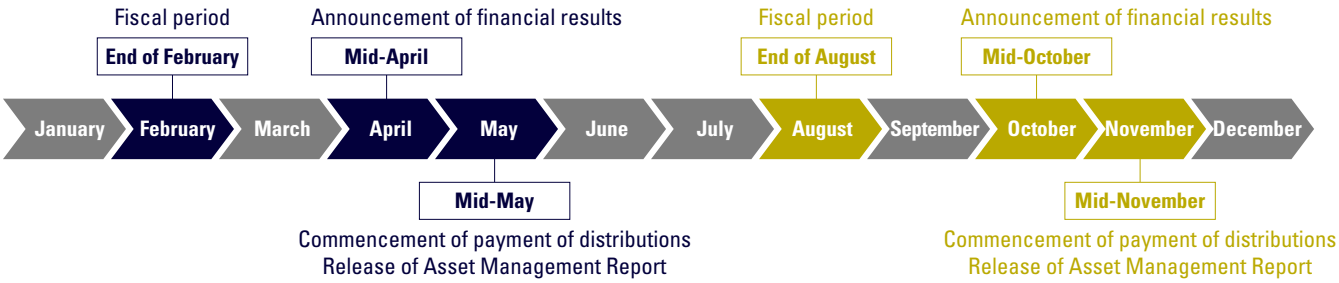 Fiscal period
Announcement of financial results
Fiscal period
Announcement of financial results
End of February
Mid-April
End of August
Mid-October
January
February
March
April
May
June
July
August
September
October
November
December
Mid-May
Mid-November
Commencement of payment of distributions
Release of Asset Management Report
Commencement of payment of distributions
Release of Asset Management Report